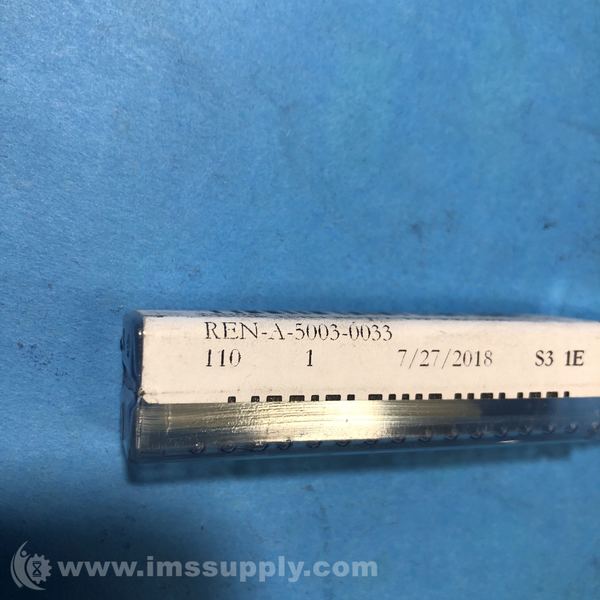 REN-A-5003-0033
110 1 7/27/2018 S3 1E
www.imssupply.com